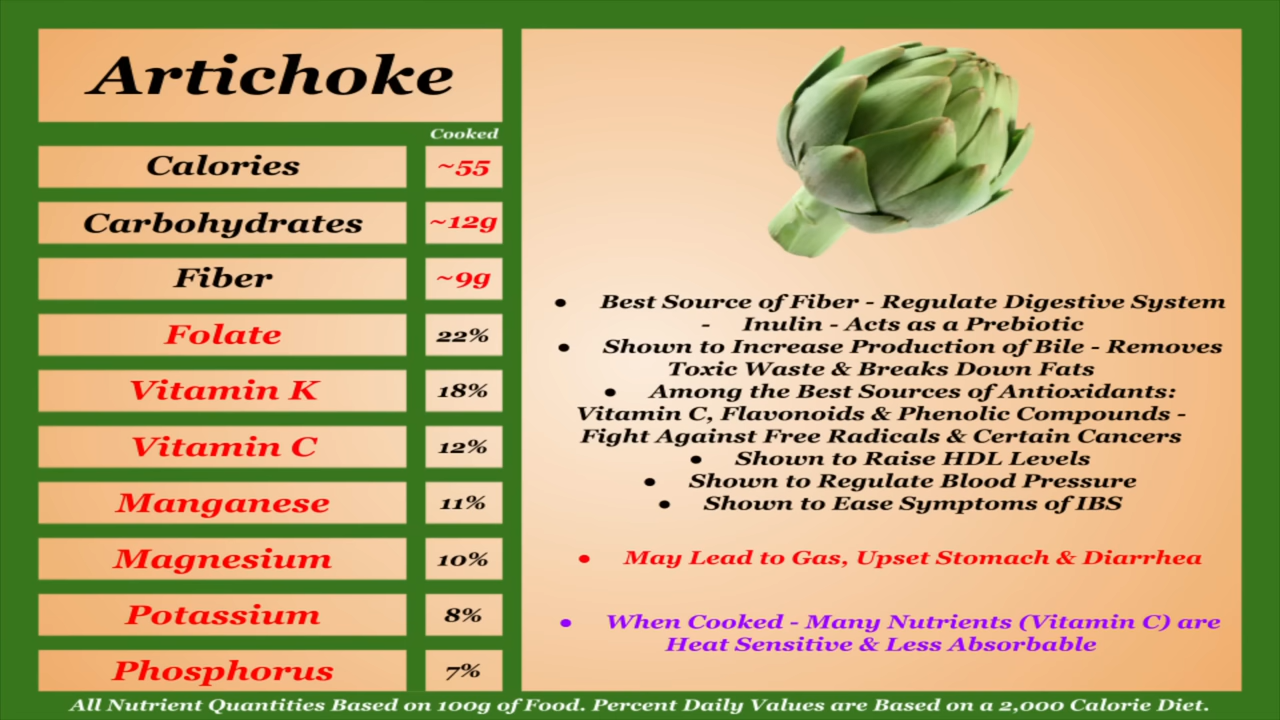 Artichoke
Cooked
Calories ~55
Carbohydrates ~12g
Fiber ~9g
Folate 22%
Vitamin K 18%
Vitamin C 12%
Manganese 11%
Magnesium 10%
Potassium 8%
Phosphorus 7%
● Best Source of Fiber - Regulate Digestive System
- Inulin - Acts as a Prebiotic
● Shown to Increase Production of Bile - Removes
Toxic Waste & Breaks Down Fats
● Among the Best Sources of Antioxidants:
Vitamin C, Flavonoids & Phenolic Compounds -
Fight Against Free Radicals & Certain Cancers
● Shown to Raise HDL Levels
● Shown to Regulate Blood Pressure
● Shown to Ease Symptoms of IBS
● May Lead to Gas, Upset Stomach & Diarrhea
● When Cooked - Many Nutrients (Vitamin C) are
Heat Sensitive & Less Absorbable
All Nutrient Quantities Based on 100g of Food. Percent Daily Values are Based on a 2,000 Calorie Diet.